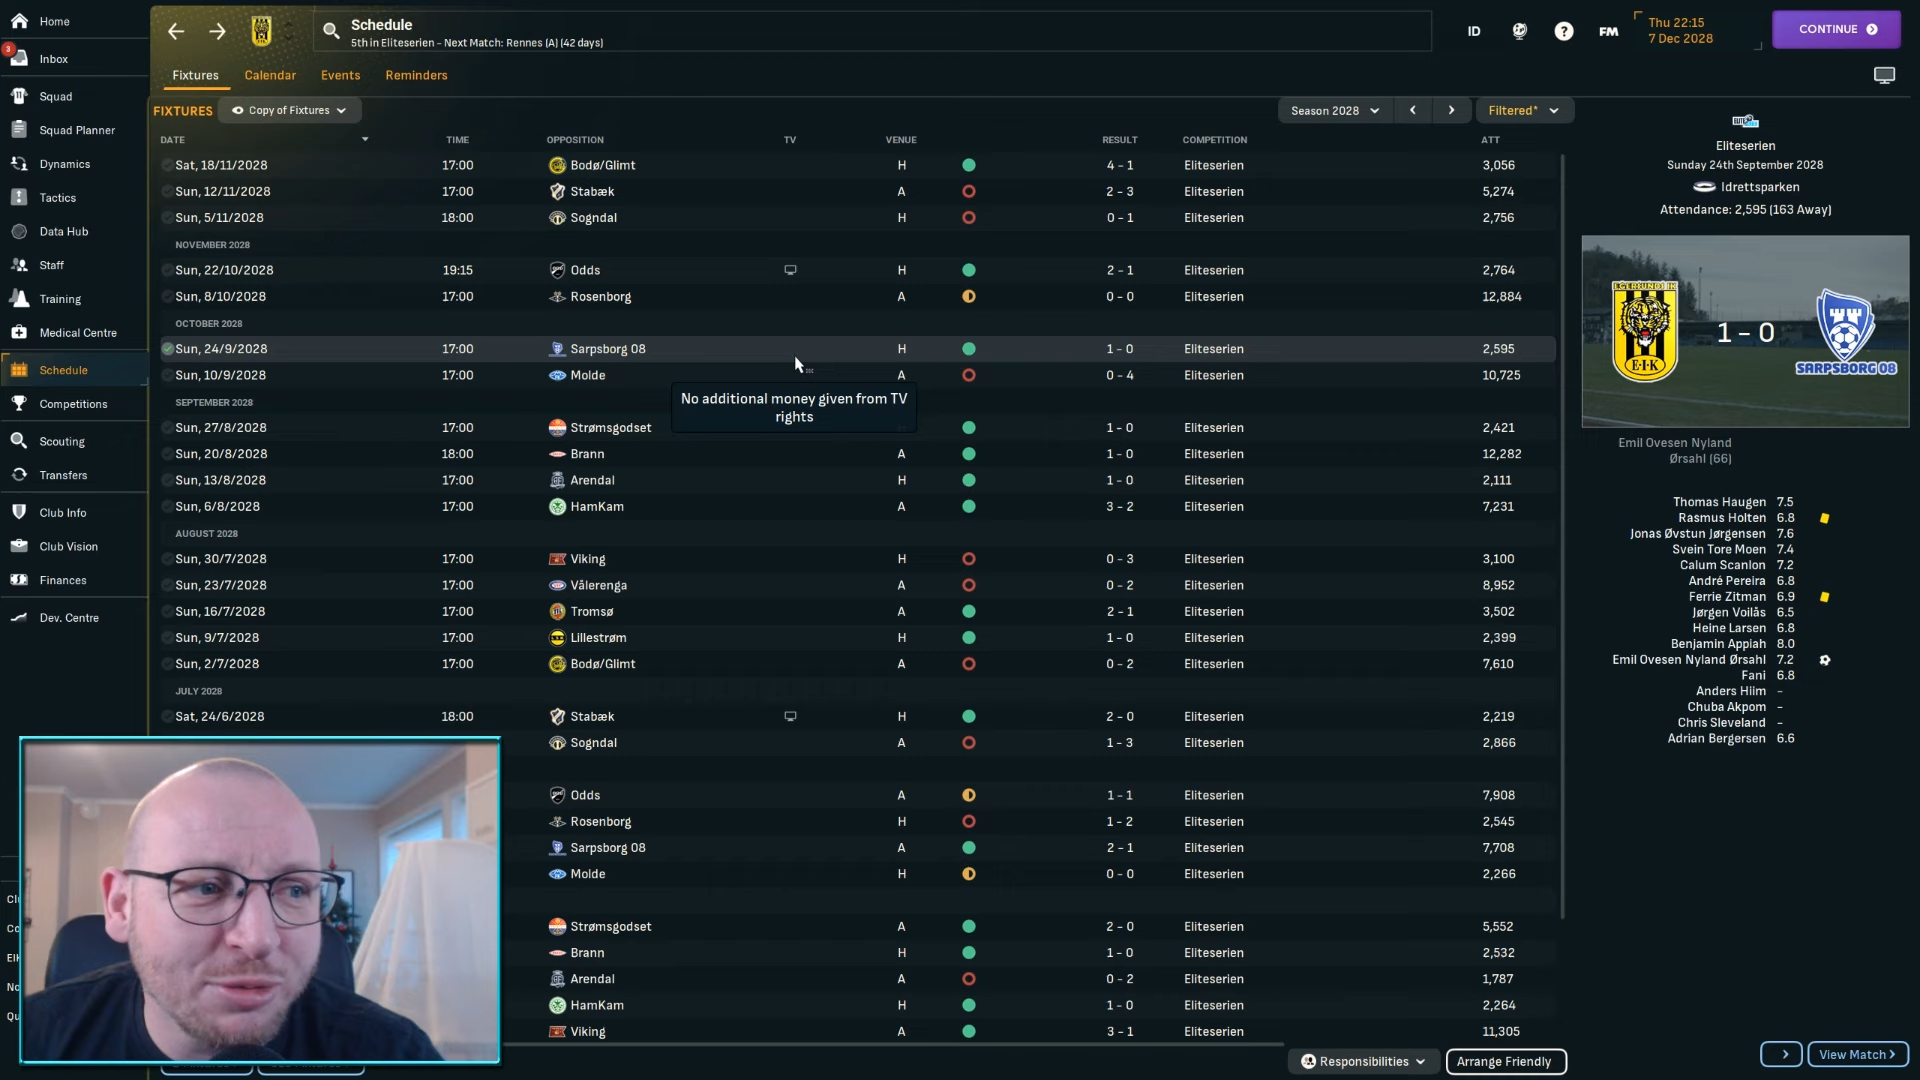 Home
3
Inbox
Squad
Squad Planner
Dynamics
Tactics
Data Hub
Staff
Training
Medical Centre
Schedule
Competitions
Scouting
Transfers
Club Info
Club Vision
Finances
Dev. Centre
Schedule
5th in Eliteserien - Next Match: Rennes (A) (42 days)
ID
?
FM
Thu 22:15
7 Dec 2028
CONTINUE
Fixtures Calendar Events Reminders
FIXTURES Copy of Fixtures Season 2028 Filtered*
DATE TIME OPPOSITION TV VENUE RESULT COMPETITION ATT
Sat, 18/11/2028 17:00 Bodø/Glimt H 4 - 1 Eliteserien 3,056
Sun, 12/11/2028 17:00 Stabæk A 2 - 3 Eliteserien 5,274
Sun, 5/11/2028 18:00 Sogndal H 0 - 1 Eliteserien 2,756
NOVEMBER 2028
Sun, 22/10/2028 19:15 Odds H 2 - 1 Eliteserien 2,764
Sun, 8/10/2028 17:00 Rosenborg A 0 - 0 Eliteserien 12,884
OCTOBER 2028
Sun, 24/9/2028 17:00 Sarpsborg 08 H 1 - 0 Eliteserien 2,595
Sun, 10/9/2028 17:00 Molde A 0 - 4 Eliteserien 10,725
SEPTEMBER 2028
No additional money given from TV
rights
Sun, 27/8/2028 17:00 Strømsgodset 1 - 0 Eliteserien 2,421
Sun, 20/8/2028 18:00 Brann A 1 - 0 Eliteserien 12,282
Sun, 13/8/2028 17:00 Arendal H 1 - 0 Eliteserien 2,111
Sun, 6/8/2028 17:00 HamKam A 3 - 2 Eliteserien 7,231
AUGUST 2028
Sun, 30/7/2028 17:00 Viking H 0 - 3 Eliteserien 3,100
Sun, 23/7/2028 17:00 Vålerenga A 0 - 2 Eliteserien 8,952
Sun, 16/7/2028 17:00 Tromsø A 2 - 1 Eliteserien 3,502
Sun, 9/7/2028 17:00 Lillestrøm H 1 - 0 Eliteserien 2,399
Sun, 2/7/2028 17:00 Bodø/Glimt A 0 - 2 Eliteserien 7,610
JULY 2028
Sat, 24/6/2028 18:00 Stabæk H 2 - 0 Eliteserien 2,219
Sogndal A 1 - 3 Eliteserien 2,866
Odds A 1 - 1 Eliteserien 7,908
Rosenborg H 1 - 2 Eliteserien 2,545
Sarpsborg 08 A 2 - 1 Eliteserien 7,708
Molde H 0 - 0 Eliteserien 2,266
Strømsgodset A 2 - 0 Eliteserien 5,552
Brann H 1 - 0 Eliteserien 2,532
Arendal A 0 - 2 Eliteserien 1,787
HamKam H 1 - 0 Eliteserien 2,264
Viking A 3 - 1 Eliteserien 11,305
Responsibilities Arrange Friendly
Eliteserien
Sunday 24th September 2028
Idrettsparken
Attendance: 2,595 (163 Away)
EGERSUNDS IK
E·I·K
1 - 0
SARPSBORG 08
Emil Ovesen Nyland
Ørsahl (66)
Thomas Haugen 7.5
Rasmus Holten 6.8
Jonas Øvstun Jørgensen 7.6
Svein Tore Moen 7.4
Calum Scanlon 7.2
André Pereira 6.8
Ferrie Zitman 6.9
Jørgen Voilås 6.5
Heine Larsen 6.8
Benjamin Appiah 8.0
Emil Ovesen Nyland Ørsahl 7.2
Fani 6.8
Anders Hiim -
Chuba Akpom -
Chris Sleveland -
Adrian Bergersen 6.6
View Match